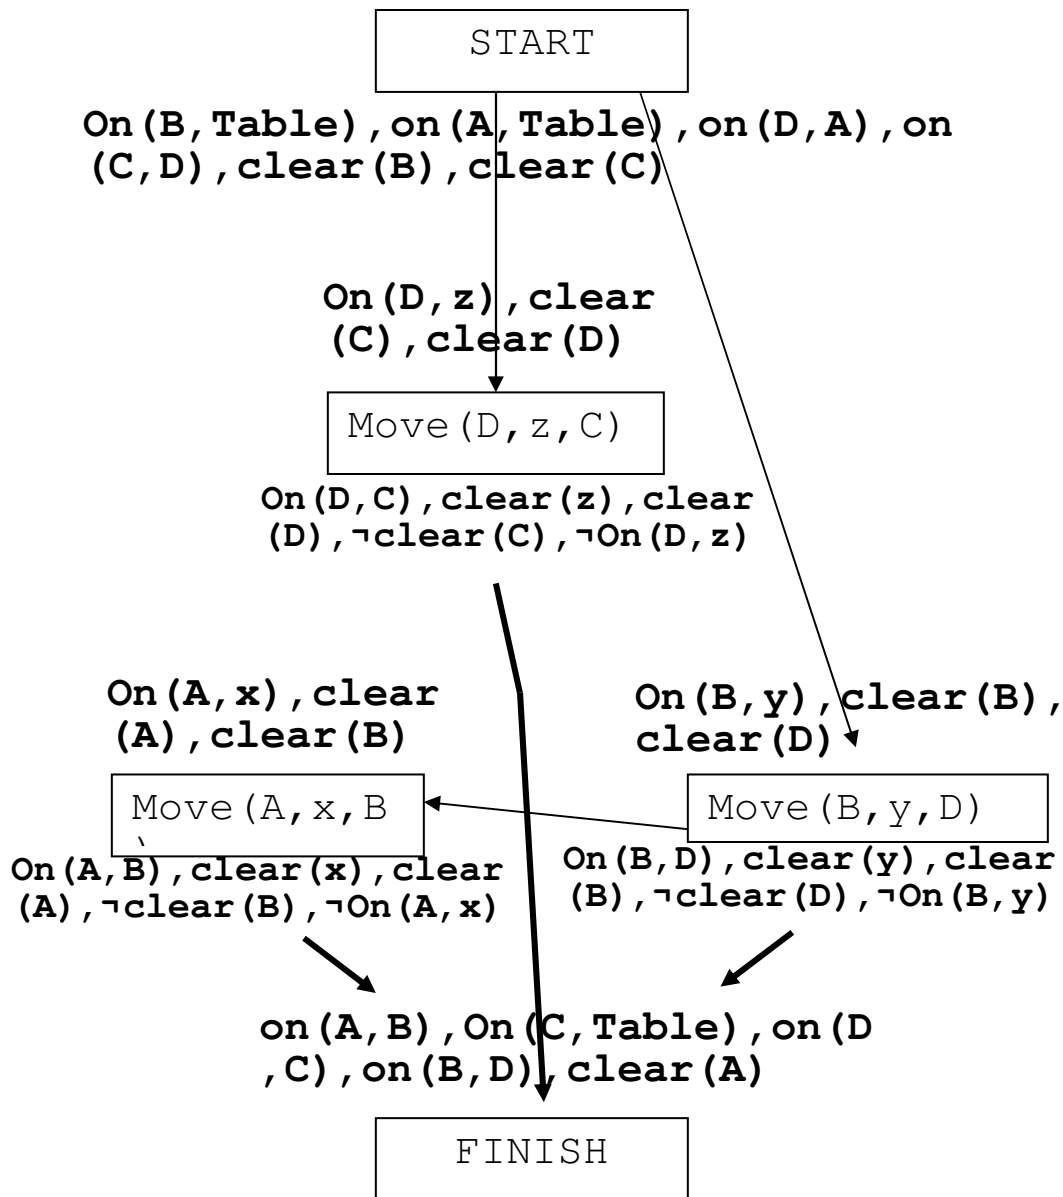 START
On(B,Table),on(A,Table),on(D,A),on
(C,D),clear(B),clear(C)
On(D,z),clear
(C),clear(D)
Move(D,z,C)
On(D,C),clear(z),clear
(D),¬clear(C),¬On(D,z)
On(A,x),clear
(A),clear(B)
On(B,y),clear(B),
clear(D)
Move(A,x,B
Move(B,y,D)
On(A,B),clear(x),clear
(A),¬clear(B),¬On(A,x)
On(B,D),clear(y),clear
(B),¬clear(D),¬On(B,y)
on(A,B),On(C,Table),on(D
,C),on(B,D),clear(A)
FINISH